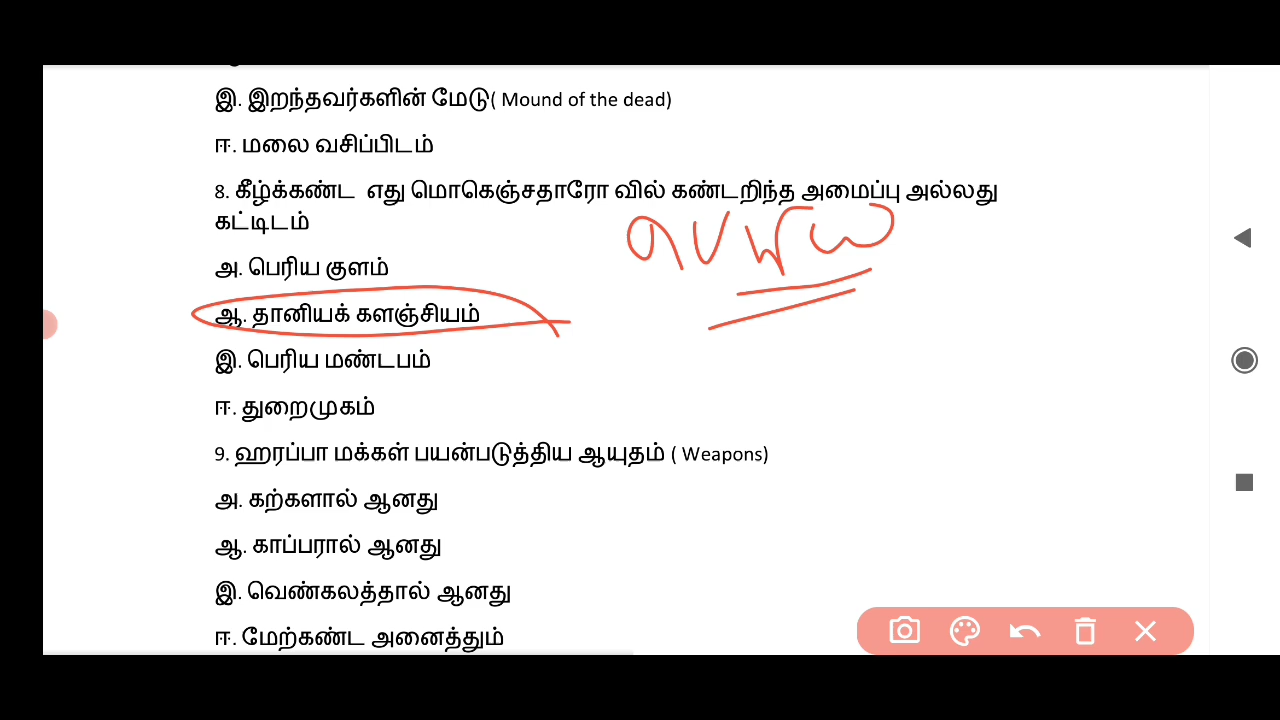 இ. இறந்தவர்களின் மேடு( Mound of the dead)
ஈ. மலை வசிப்பிடம்
8. கீழ்க்கண்ட எது மொகெஞ்சதாரோ வில் கண்டறிந்த அமைப்பு அல்லது
கட்டிடம்
பெரிய
அ. பெரிய குளம்
ஆ. தானியக் களஞ்சியம்
இ. பெரிய மண்டபம்
ஈ. துறைமுகம்
9. ஹரப்பா மக்கள் பயன்படுத்திய ஆயுதம் ( Weapons)
அ. கற்களால் ஆனது
ஆ. காப்பரால் ஆனது
இ. வெண்கலத்தால் ஆனது
ஈ. மேற்கண்ட அனைத்தும்